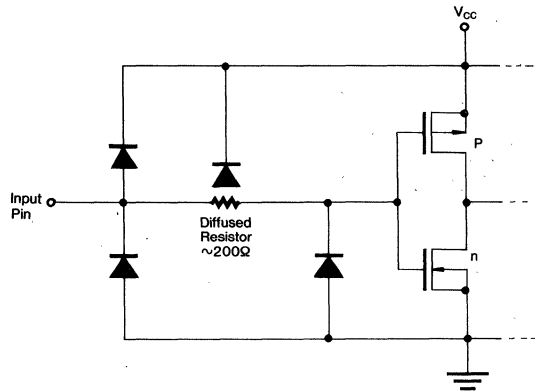 VCC
P
Input
Pin
Diffused
Resistor
~200Ω
n